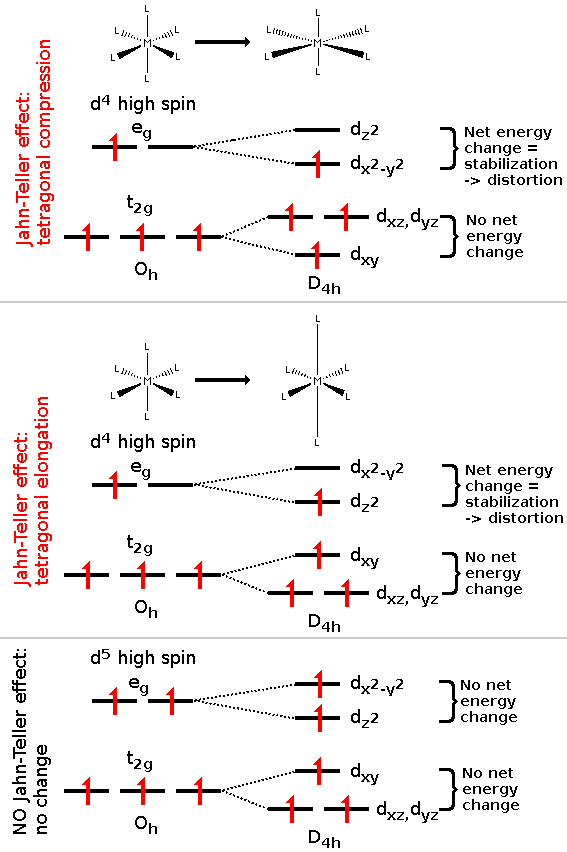 Jahn-Teller effect:
tetragonal compression
L
L L
M
L L
L
L
L L
M
L L
L
d4 high spin
eg
dz2
dx2-y2
Net energy
change =
stabilization
-> distortion
t2g
dxz,dyz
dxy
No net
energy
change
Oh
D4h
Jahn-Teller effect:
tetragonal elongation
L
L L
M
L L
L
L
L L
M
L L
L
d4 high spin
eg
dx2-y2
dz2
Net energy
change =
stabilization
-> distortion
t2g
dxy
dxz,dyz
No net
energy
change
Oh
D4h
NO Jahn-Teller effect:
no change
d5 high spin
eg
dx2-y2
dz2
No net
energy
change
t2g
dxy
dxz,dyz
No net
energy
change
Oh
D4h